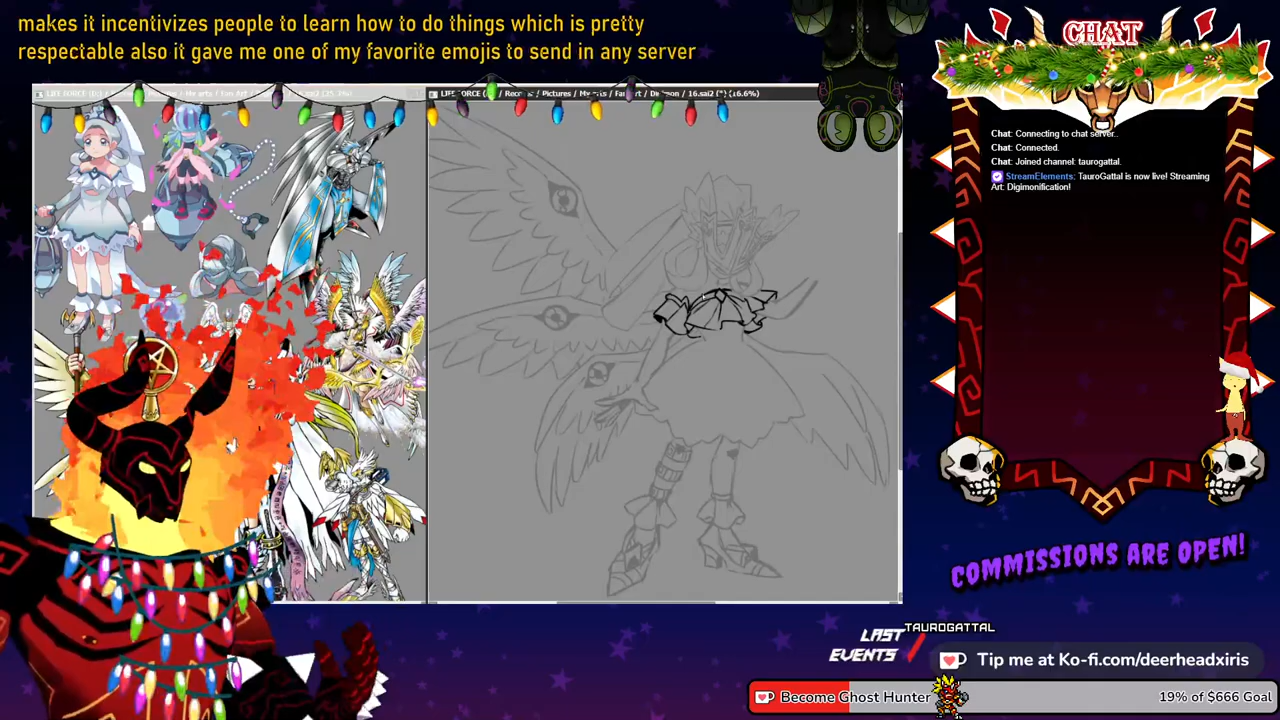 makes it incentivizes people to learn how to do things which is pretty
respectable also it gave me one of my favorite emojis to send in any server
CHAT
Chat: Connecting to chat server..
Chat: Connected.
Chat: Joined channel: taurogattal.
StreamElements: TauroGattal is now live! Streaming
Art: Digimonification!
COMMISSIONS ARE OPEN!
LAST
EVENTS
TAUROGATTAL
Tip me at Ko-fi.com/deerheadxiris
Become Ghost Hunter
19% of $666 Goal